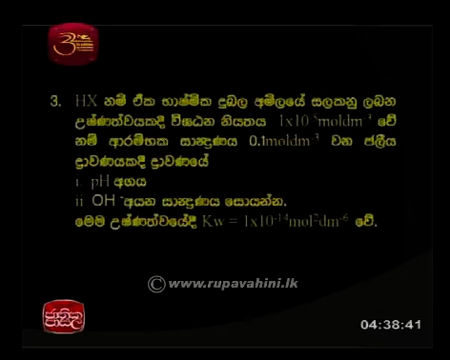 3. HX නම් ඒක භාෂ්මික දුබල අම්ලයේ සලකනු ලබන
උෂ්ණත්වයකදී විඝටන නියතය 1x10⁻⁵moldm⁻³ වේ
නම් ආරම්භක සාන්ද්‍රණය 0.1moldm⁻³ වන ජලීය
ද්‍රාවණයකදී ද්‍රාවණයේ
i. pH අගය
ii OH⁻ අයන සාන්ද්‍රණය සොයන්න.
මෙම උෂ්ණත්වයේදී Kw = 1x10⁻¹⁴mol²dm⁻⁶ වේ.
© www.rupavahini.lk
ජාතික
පාසල
04:38:41